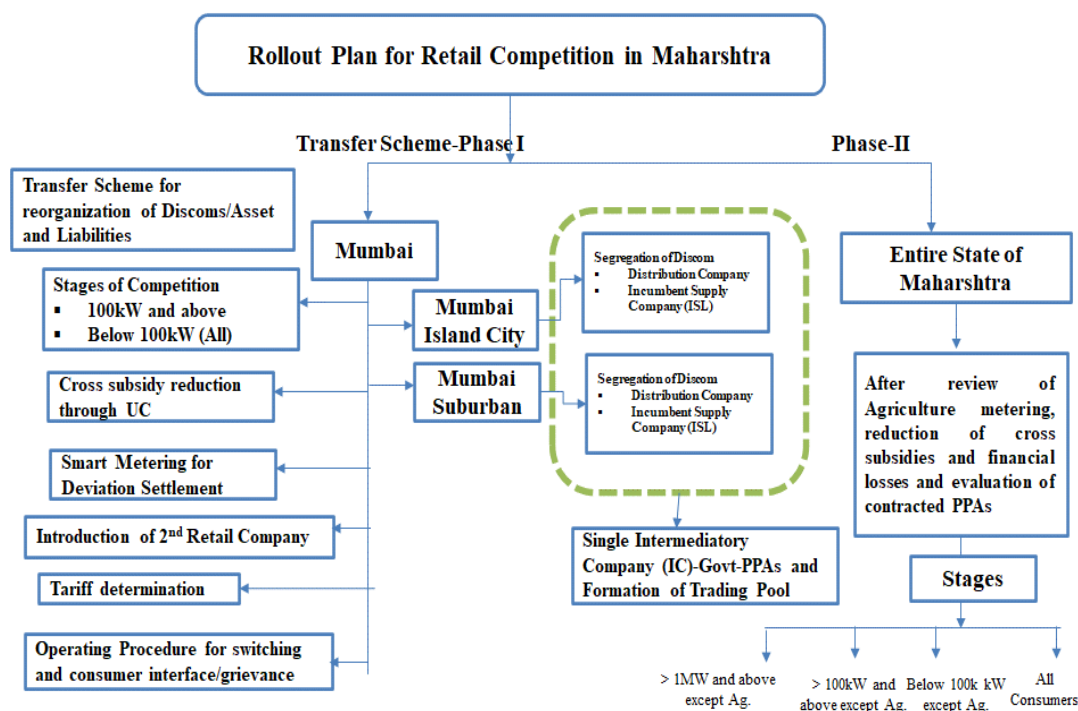 Rollout Plan for Retail Competition in Maharshtra
Transfer Scheme-Phase I
Phase-II
Transfer Scheme for
reorganization of Discoms/Asset
and Liabilities
Mumbai
Stages of Competition
▪ 100kW and above
▪ Below 100kW (All)
Cross subsidy reduction
through UC
Smart Metering for
Deviation Settlement
Introduction of 2nd Retail Company
Tariff determination
Operating Procedure for switching
and consumer interface/grievance
Mumbai
Island City
Mumbai
Suburban
Segregation of Discom
▪ Distribution Company
▪ Incumbent Supply
Company (ISL)
Segregation of Discom
▪ Distribution Company
▪ Incumbent Supply
Company (ISL)
Single Intermediatory
Company (IC)-Govt-PPAs and
Formation of Trading Pool
Entire State of
Maharshtra
After review of
Agriculture metering,
reduction of cross
subsidies and financial
losses and evaluation of
contracted PPAs
Stages
> 1MW and above
except Ag.
> 100kW and
above except Ag.
Below 100k kW
except Ag.
All
Consumers